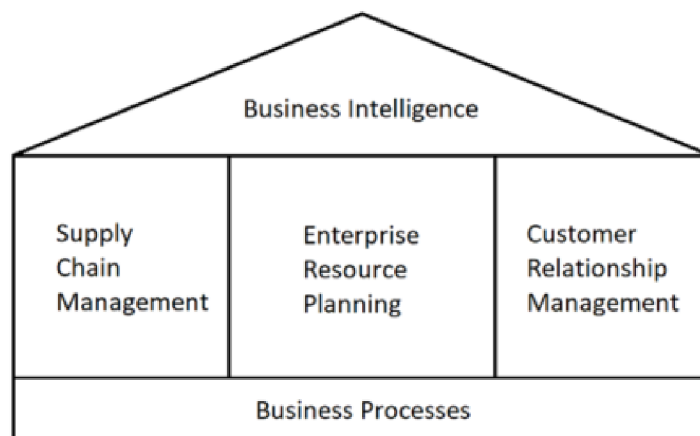 Business Intelligence
Supply
Chain
Management
Enterprise
Resource
Planning
Customer
Relationship
Management
Business Processes